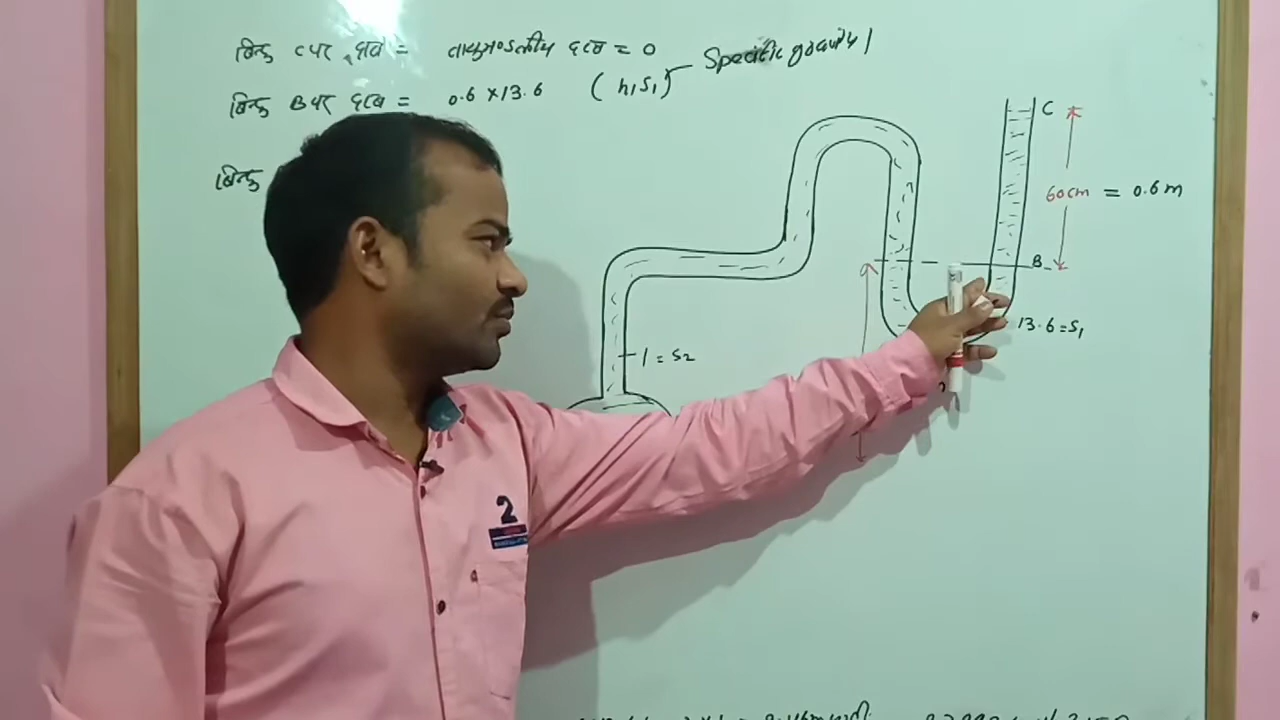 बिन्दु C पर दाब = वायुमण्डलीय दाब = 0
बिन्दु B पर दाब = 0.6 × 13.6 (h₁s₁) Specific gravity
बिन्दु
C
60cm = 0.6m
B
13.6 = S₁
1 = S₂
2